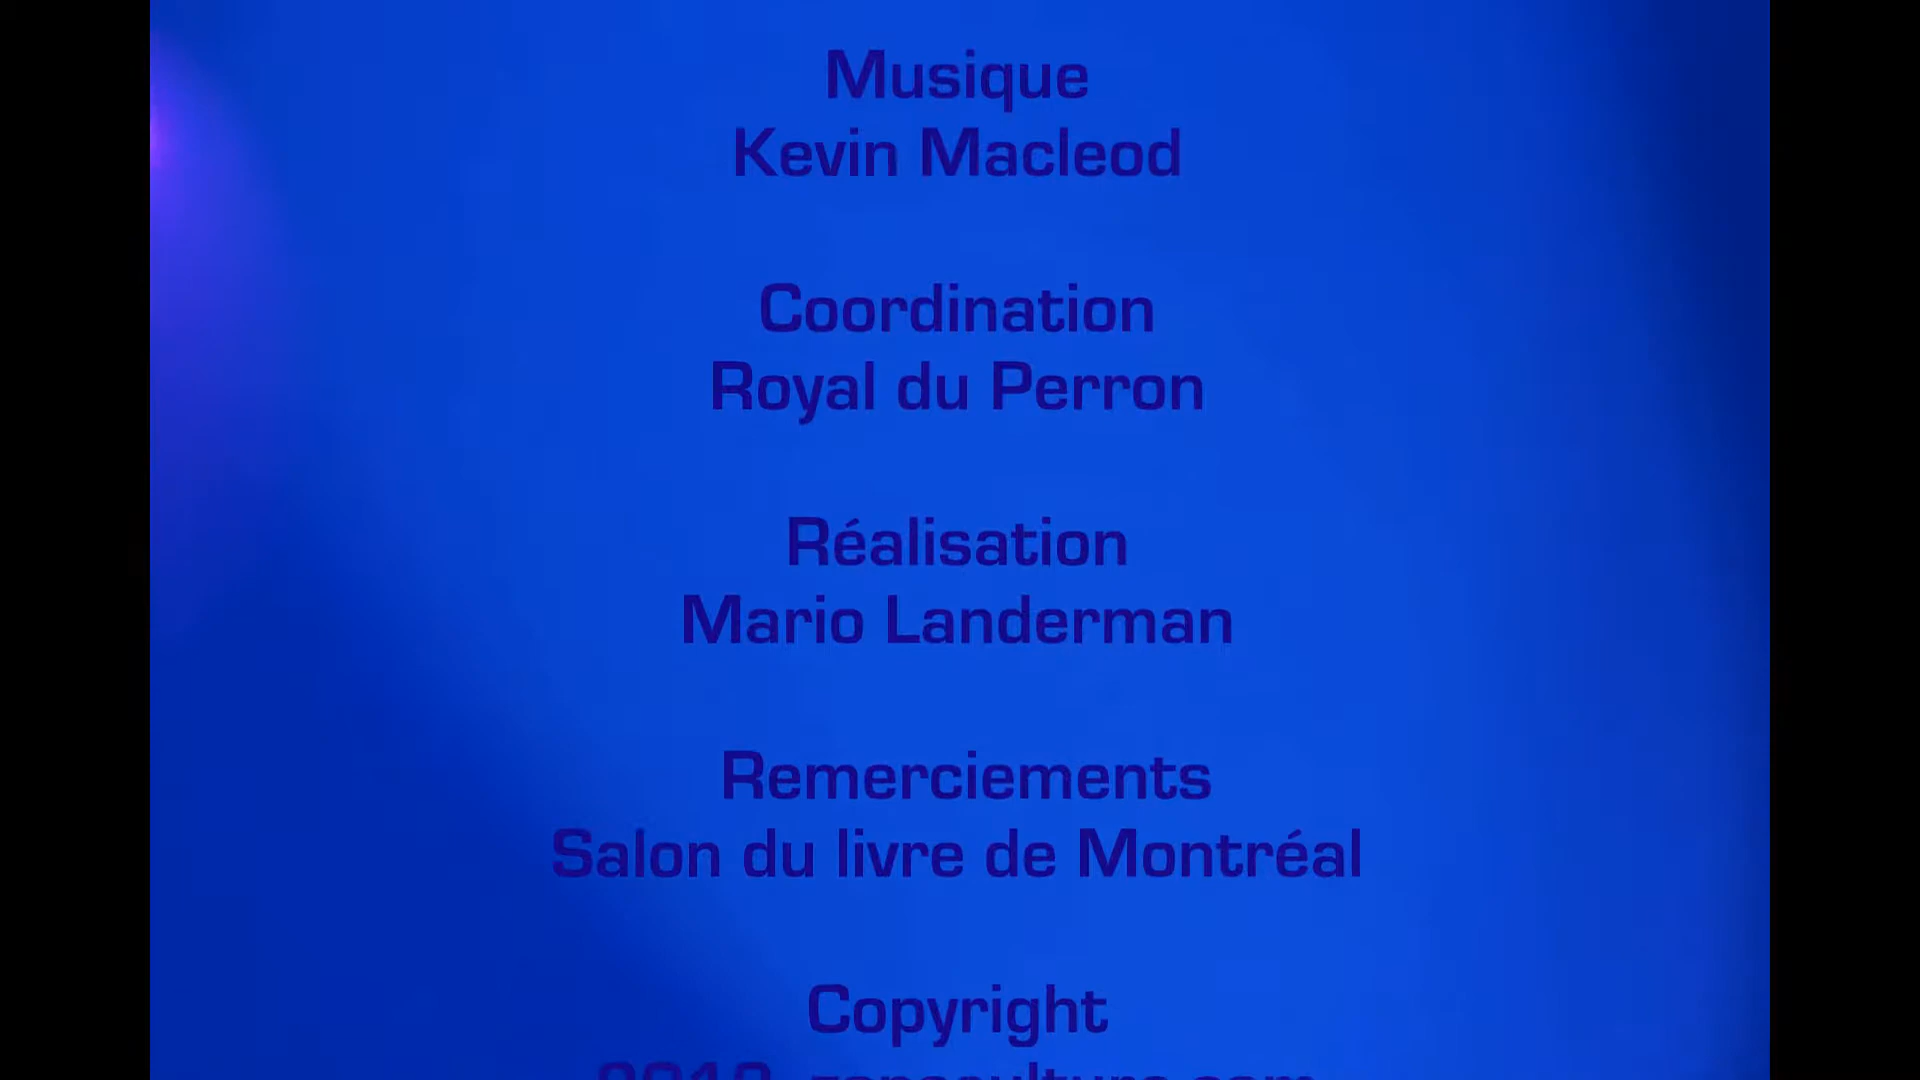 Musique
Kevin Macleod
Coordination
Royal du Perron
Réalisation
Mario Landerman
Remerciements
Salon du livre de Montréal
Copyright